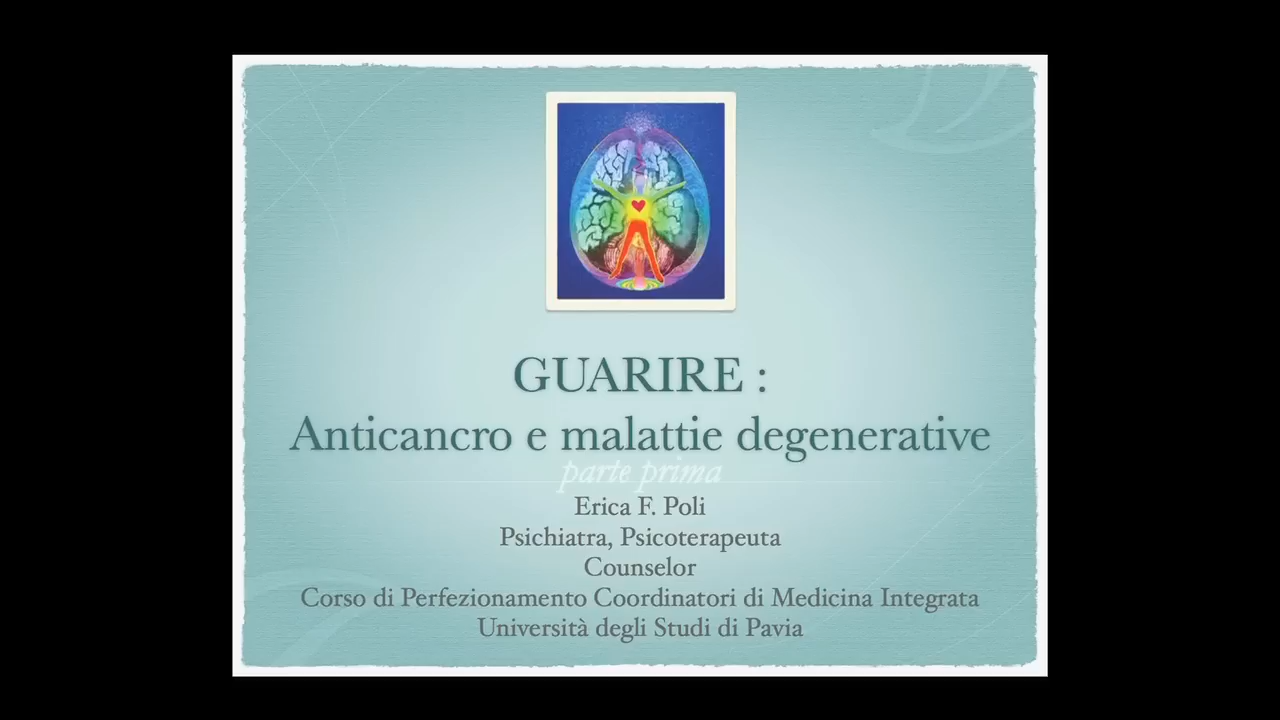 GUARIRE :
Anticancro e malattie degenerative
parte prima
Erica F. Poli
Psichiatra, Psicoterapeuta
Counselor
Corso di Perfezionamento Coordinatori di Medicina Integrata
Università degli Studi di Pavia